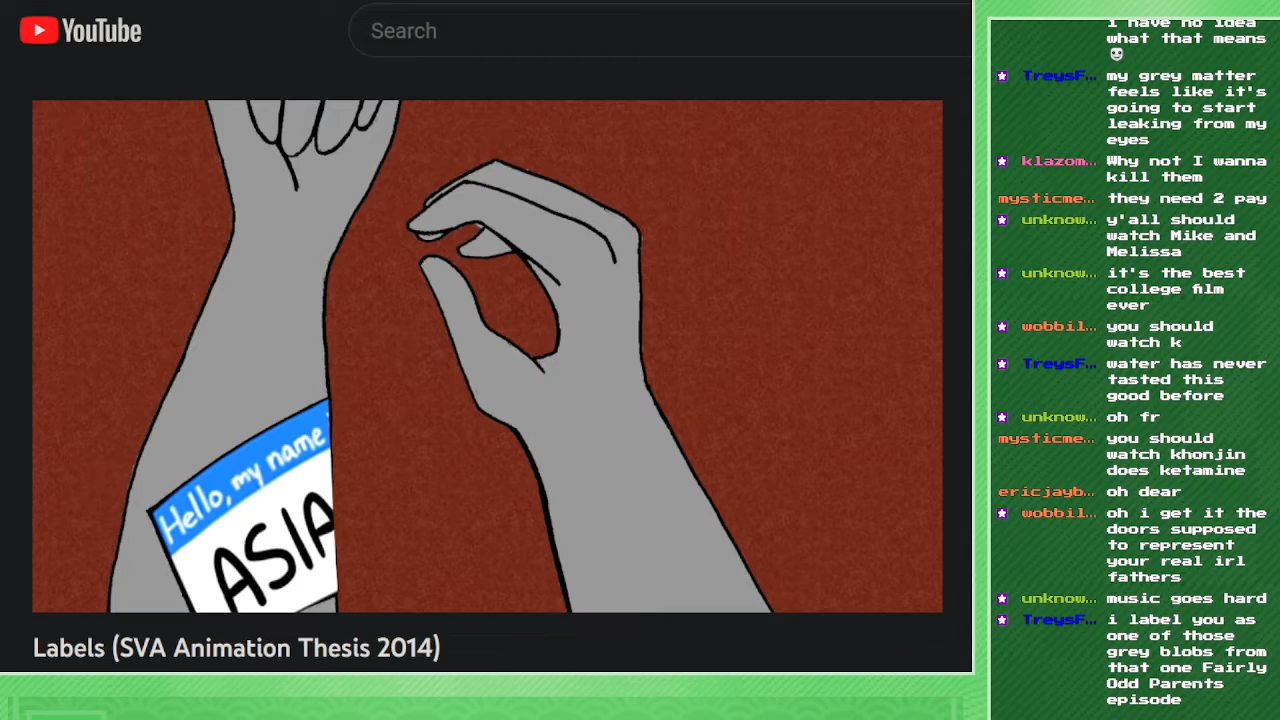 YouTube
Search
Hello, my name
ASIA
Labels (SVA Animation Thesis 2014)
i have no idea
what that means
TreysF... my grey matter
feels like it's
going to start
leaking from my
eyes
klazom... Why not I wanna
kill them
mysticme... they need 2 pay
unknow... y'all should
watch Mike and
Melissa
unknow... it's the best
college film
ever
wobbil... you should
watch k
TreysF... water has never
tasted this
good before
unknow... oh fr
mysticme... you should
watch khonjin
does ketamine
ericjayb... oh dear
wobbil... oh i get it the
doors supposed
to represent
your real irl
fathers
unknow... music goes hard
TreysF... i label you as
one of those
grey blobs from
that one Fairly
Odd Parents
episode